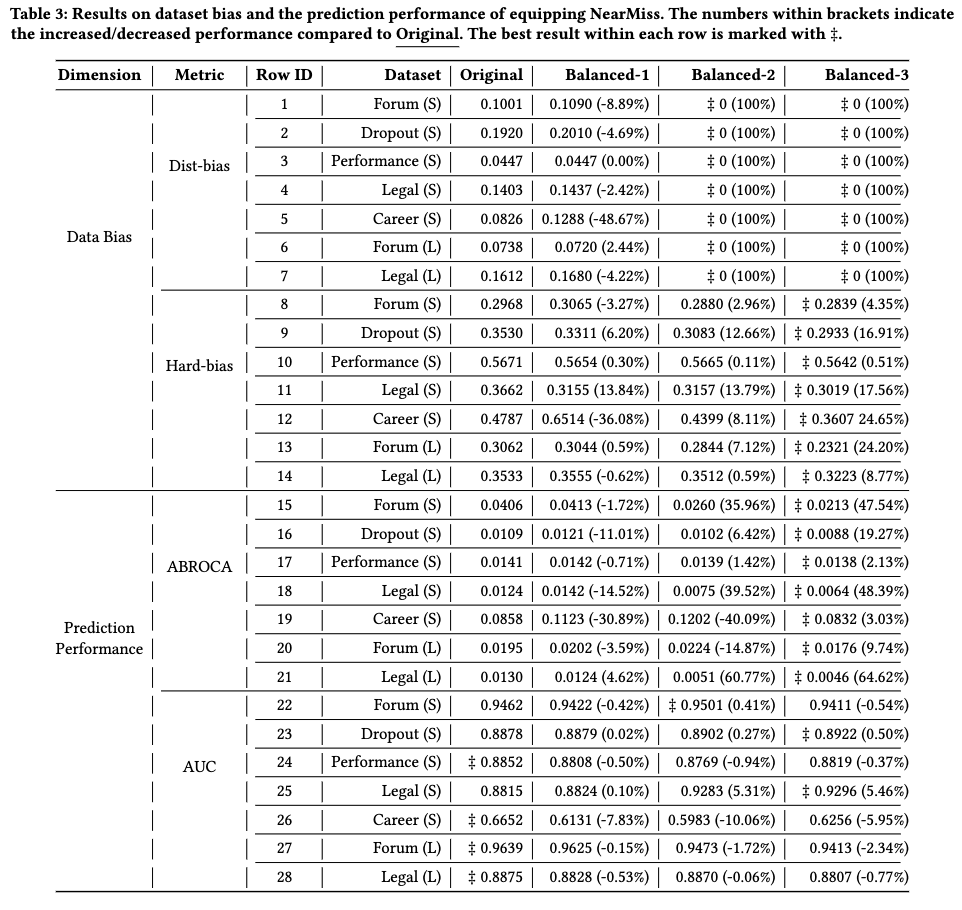 Table 3: Results on dataset bias and the prediction performance of equipping NearMiss. The numbers within brackets indicate
the increased/decreased performance compared to Original. The best result within each row is marked with ‡.
Dimension Metric Row ID Dataset Original Balanced-1 Balanced-2 Balanced-3
Data Bias
Dist-bias
1 Forum (S) 0.1001 0.1090 (-8.89%) ‡ 0 (100%) ‡ 0 (100%)
2 Dropout (S) 0.1920 0.2010 (-4.69%) ‡ 0 (100%) ‡ 0 (100%)
3 Performance (S) 0.0447 0.0447 (0.00%) ‡ 0 (100%) ‡ 0 (100%)
4 Legal (S) 0.1403 0.1437 (-2.42%) ‡ 0 (100%) ‡ 0 (100%)
5 Career (S) 0.0826 0.1288 (-48.67%) ‡ 0 (100%) ‡ 0 (100%)
6 Forum (L) 0.0738 0.0720 (2.44%) ‡ 0 (100%) ‡ 0 (100%)
7 Legal (L) 0.1612 0.1680 (-4.22%) ‡ 0 (100%) ‡ 0 (100%)
Hard-bias
8 Forum (S) 0.2968 0.3065 (-3.27%) 0.2880 (2.96%) ‡ 0.2839 (4.35%)
9 Dropout (S) 0.3530 0.3311 (6.20%) 0.3083 (12.66%) ‡ 0.2933 (16.91%)
10 Performance (S) 0.5671 0.5654 (0.30%) 0.5665 (0.11%) ‡ 0.5642 (0.51%)
11 Legal (S) 0.3662 0.3155 (13.84%) 0.3157 (13.79%) ‡ 0.3019 (17.56%)
12 Career (S) 0.4787 0.6514 (-36.08%) 0.4399 (8.11%) ‡ 0.3607 24.65%)
13 Forum (L) 0.3062 0.3044 (0.59%) 0.2844 (7.12%) ‡ 0.2321 (24.20%)
14 Legal (L) 0.3533 0.3555 (-0.62%) 0.3512 (0.59%) ‡ 0.3223 (8.77%)
Prediction
Performance
ABROCA
15 Forum (S) 0.0406 0.0413 (-1.72%) 0.0260 (35.96%) ‡ 0.0213 (47.54%)
16 Dropout (S) 0.0109 0.0121 (-11.01%) 0.0102 (6.42%) ‡ 0.0088 (19.27%)
17 Performance (S) 0.0141 0.0142 (-0.71%) 0.0139 (1.42%) ‡ 0.0138 (2.13%)
18 Legal (S) 0.0124 0.0142 (-14.52%) 0.0075 (39.52%) ‡ 0.0064 (48.39%)
19 Career (S) 0.0858 0.1123 (-30.89%) 0.1202 (-40.09%) ‡ 0.0832 (3.03%)
20 Forum (L) 0.0195 0.0202 (-3.59%) 0.0224 (-14.87%) ‡ 0.0176 (9.74%)
21 Legal (L) 0.0130 0.0124 (4.62%) 0.0051 (60.77%) ‡ 0.0046 (64.62%)
AUC
22 Forum (S) 0.9462 0.9422 (-0.42%) ‡ 0.9501 (0.41%) 0.9411 (-0.54%)
23 Dropout (S) 0.8878 0.8879 (0.02%) 0.8902 (0.27%) ‡ 0.8922 (0.50%)
24 Performance (S) ‡ 0.8852 0.8808 (-0.50%) 0.8769 (-0.94%) 0.8819 (-0.37%)
25 Legal (S) 0.8815 0.8824 (0.10%) 0.9283 (5.31%) ‡ 0.9296 (5.46%)
26 Career (S) ‡ 0.6652 0.6131 (-7.83%) 0.5983 (-10.06%) 0.6256 (-5.95%)
27 Forum (L) ‡ 0.9639 0.9625 (-0.15%) 0.9473 (-1.72%) 0.9413 (-2.34%)
28 Legal (L) ‡ 0.8875 0.8828 (-0.53%) 0.8870 (-0.06%) 0.8807 (-0.77%)